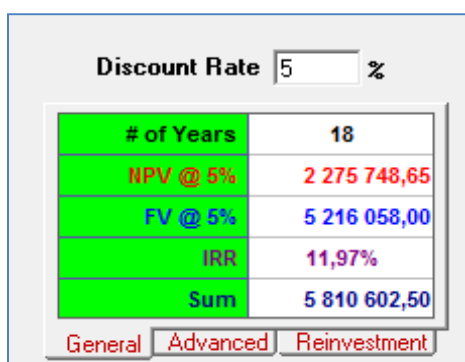 Discount Rate 5 %
# of Years 18
NPV @ 5% 2 275 748,65
FV @ 5% 5 216 058,00
IRR 11,97%
Sum 5 810 602,50
General Advanced Reinvestment